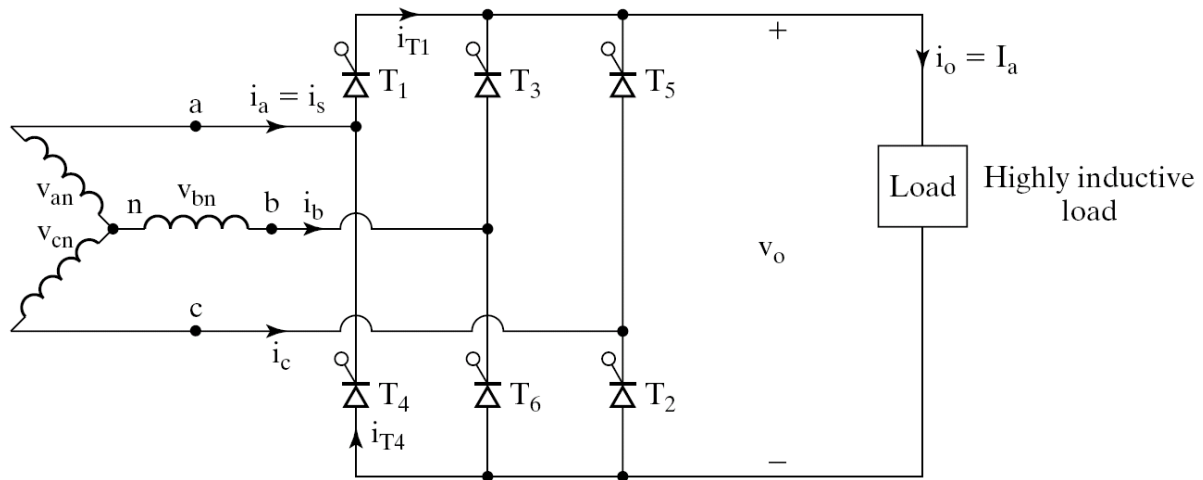 +
i_T1
i_o = I_a
T_1
T_3
T_5
a
i_a = i_s
v_an
n
v_bn
b
i_b
Load
Highly inductive
load
v_cn
v_o
c
i_c
T_4
T_6
T_2
i_T4
−